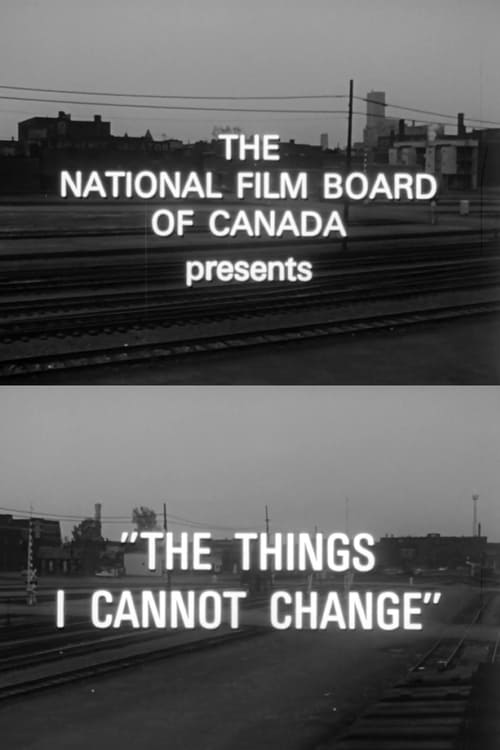 THE
NATIONAL FILM BOARD
OF CANADA
presents
"THE THINGS
I CANNOT CHANGE"